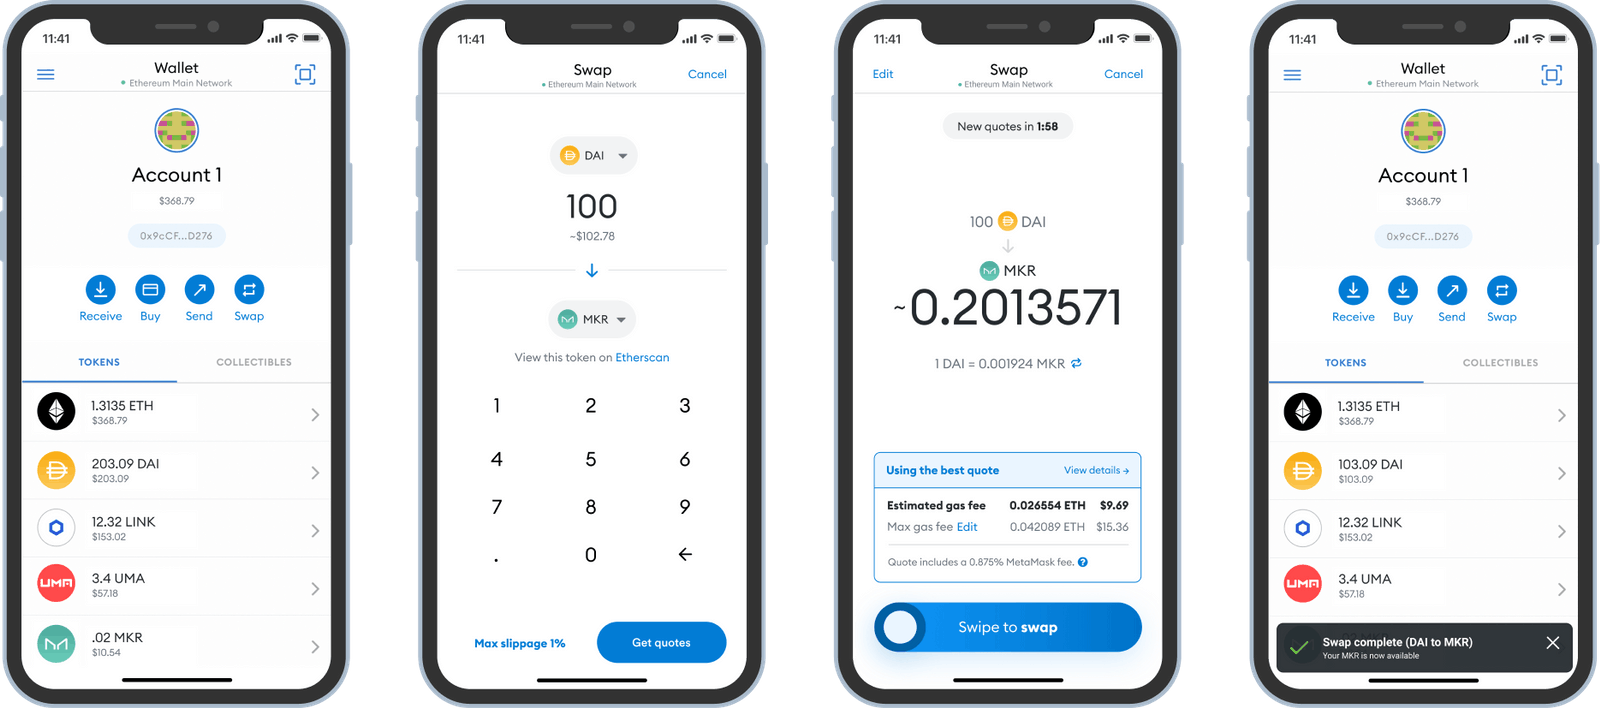 11:41
Wallet
Ethereum Main Network
Account 1
$368.79
0x9cCF...D276
Receive Buy Send Swap
TOKENS COLLECTIBLES
1.3135 ETH
$368.79
203.09 DAI
$203.09
12.32 LINK
$153.02
UMA
3.4 UMA
$57.18
.02 MKR
$10.54
11:41
Swap
Cancel
Ethereum Main Network
DAI
100
~$102.78
MKR
View this token on Etherscan
1 2 3
4 5 6
7 8 9
. 0
Max slippage 1% Get quotes
11:41
Edit Swap Cancel
Ethereum Main Network
New quotes in 1:58
100 DAI
MKR
~0.2013571
1 DAI = 0.001924 MKR
Using the best quote View details →
Estimated gas fee 0.026554 ETH $9.69
Max gas fee Edit 0.042089 ETH $15.36
Quote includes a 0.875% MetaMask fee. ?
Swipe to swap
11:41
Wallet
Ethereum Main Network
Account 1
$368.79
0x9cCF...D276
Receive Buy Send Swap
TOKENS COLLECTIBLES
1.3135 ETH
$368.79
103.09 DAI
$103.09
12.32 LINK
$153.02
UMA
3.4 UMA
$57.18
Swap complete (DAI to MKR)
Your MKR is now available